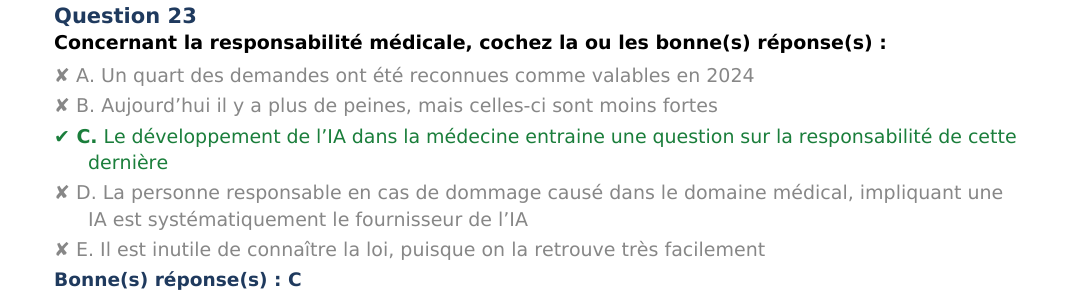 Question 23
Concernant la responsabilité médicale, cochez la ou les bonne(s) réponse(s) :
✘ A. Un quart des demandes ont été reconnues comme valables en 2024
✘ B. Aujourd’hui il y a plus de peines, mais celles-ci sont moins fortes
✔ C. Le développement de l’IA dans la médecine entraine une question sur la responsabilité de cette
dernière
✘ D. La personne responsable en cas de dommage causé dans le domaine médical, impliquant une
IA est systématiquement le fournisseur de l’IA
✘ E. Il est inutile de connaître la loi, puisque on la retrouve très facilement
Bonne(s) réponse(s) : C